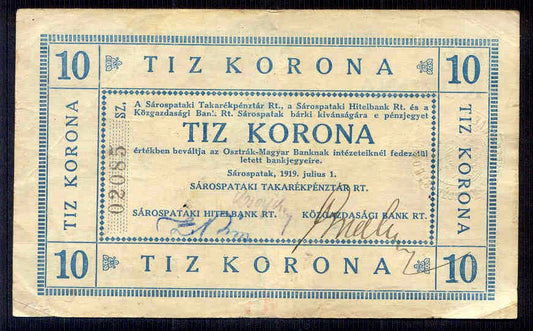 10 TIZ KORONA 10
TIZ KORONA
02085 SZ.
A Sárospataki Takarékpénztár Rt., a Sárospataki Hitelbank Rt. és a
Közgazdasági Bank Rt. Sárospatak bárki kivánságára e pénzjegyet
TIZ KORONA
értékben beváltja az Osztrák-Magyar Banknak intézeteiknél fedezetül
letett bankjegyeire.
Sárospatak, 1919. julius 1.
SÁROSPATAKI TAKARÉKPÉNZTÁR RT.
SÁROSPATAKI HITELBANK RT. KÖZGAZDASÁGI BANK RT.
TIZ KORONA
10 TIZ KORONA 10